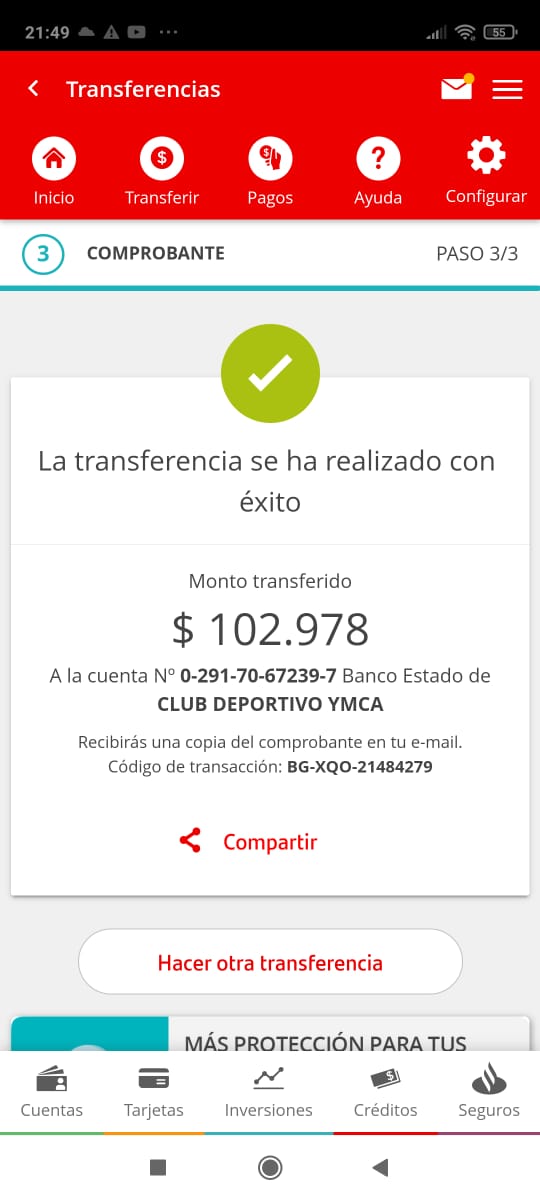 21:49
55
Transferencias
Inicio
Transferir
Pagos
Ayuda
Configurar
3 COMPROBANTE PASO 3/3
La transferencia se ha realizado con
éxito
Monto transferido
$ 102.978
A la cuenta Nº 0-291-70-67239-7 Banco Estado de
CLUB DEPORTIVO YMCA
Recibirás una copia del comprobante en tu e-mail.
Código de transacción: BG-XQO-21484279
Compartir
Hacer otra transferencia
MÁS PROTECCIÓN PARA TUS
Cuentas
Tarjetas
Inversiones
Créditos
Seguros